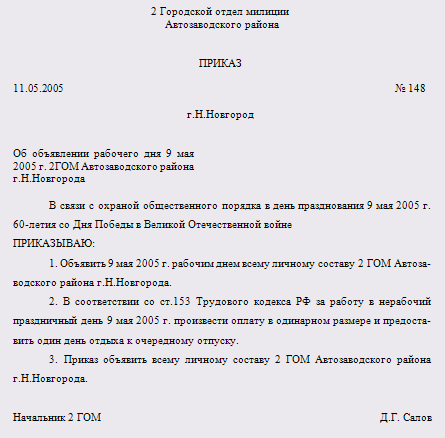 2 Городской отдел милиции
Автозаводского района
ПРИКАЗ
11.05.2005 № 148
г.Н.Новгород
Об объявлении рабочего дня 9 мая
2005 г. 2ГОМ Автозаводского района
г.Н.Новгорода
В связи с охраной общественного порядка в день празднования 9 мая 2005 г.
60-летия со Дня Победы в Великой Отечественной войне
ПРИКАЗЫВАЮ:
1. Объявить 9 мая 2005 г. рабочим днем всему личному составу 2 ГОМ Автоза-
водского района г.Н.Новгорода.
2. В соответствии со ст.153 Трудового кодекса РФ за работу в нерабочий
праздничный день 9 мая 2005 г. произвести оплату в одинарном размере и предоста-
вить один день отдыха к очередному отпуску.
3. Приказ объявить всему личному составу 2 ГОМ Автозаводского района
г.Н.Новгорода.
Начальник 2 ГОМ Д.Г. Салов